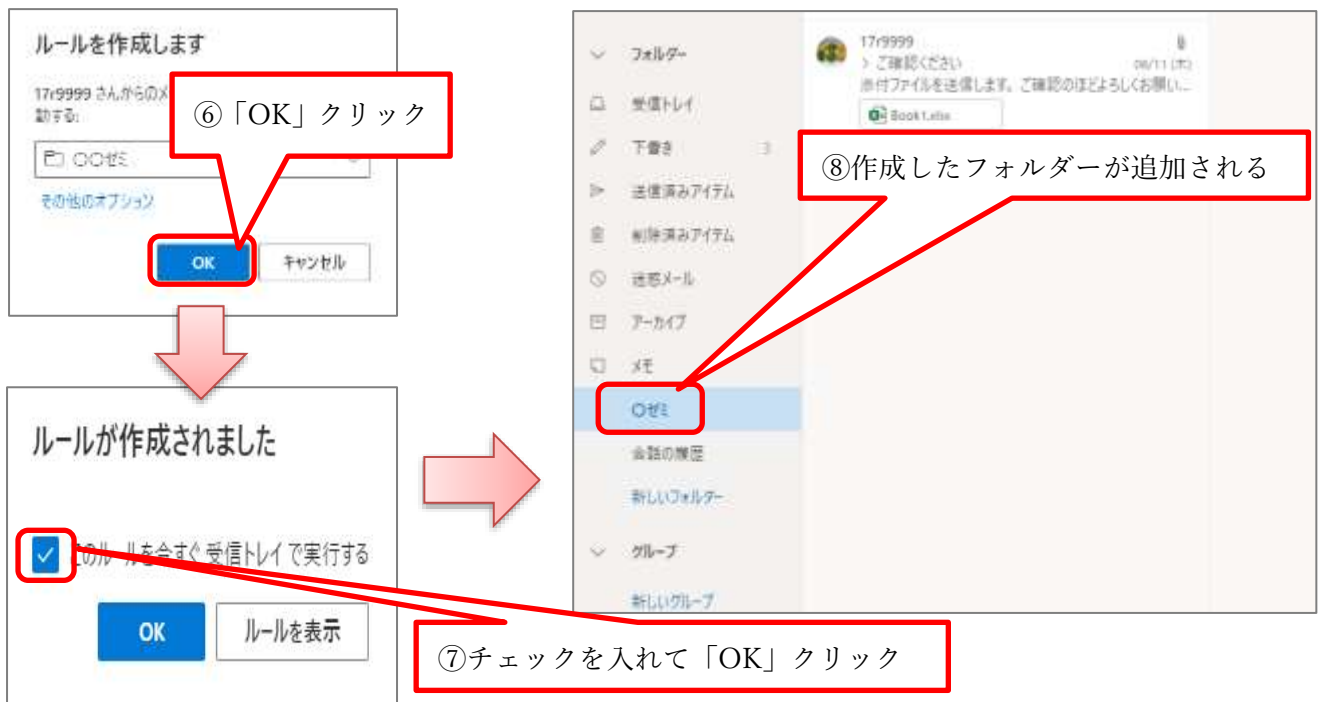 ルールを作成します
17r9999 さんからのメ
動する:
⑥「OK」クリック
〇〇ゼミ
その他のオプション
OK
キャンセル
ルールが作成されました
このルールを今すぐ 受信トレイ で実行する
OK
ルールを表示
⑦チェックを入れて「OK」クリック
フォルダー
受信トレイ
下書き 3
送信済みアイテム
削除済みアイテム
迷惑メール
アーカイブ
メモ
〇ゼミ
会話の履歴
新しいフォルダー
グループ
新しいグループ
17r9999
> ご確認ください
添付ファイルを送信します。ご確認のほどよろしくお願い...
Book1.xlsx
⑧作成したフォルダーが追加される